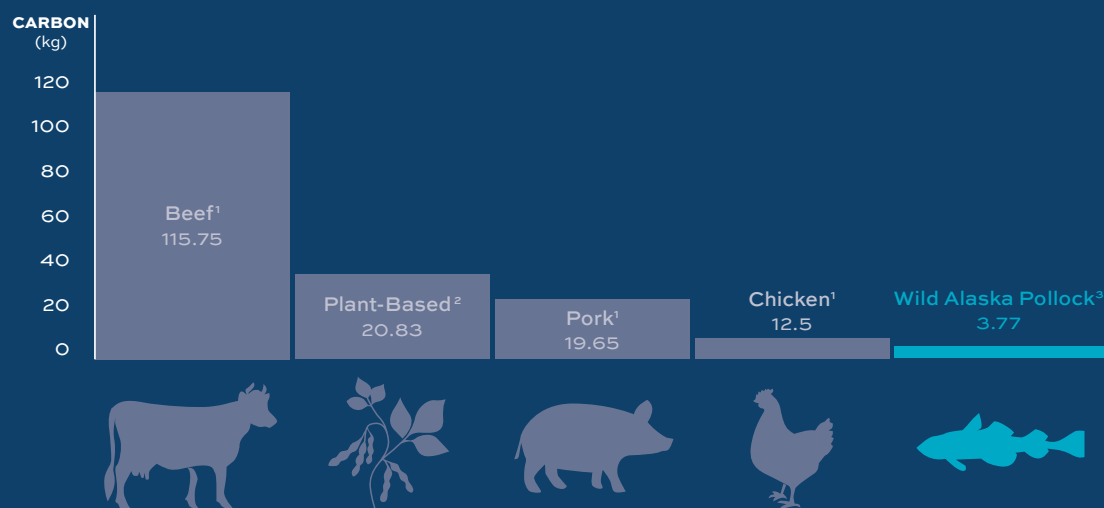 CARBON
(kg)
120
100
80
60
40
20
0
Beef¹
115.75
Plant-Based²
20.83
Pork¹
19.65
Chicken¹
12.5
Wild Alaska Pollock³
3.77